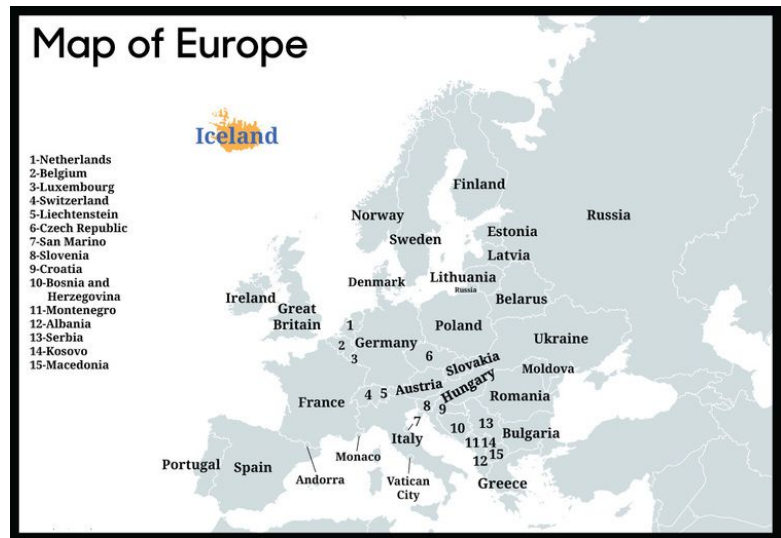 Map of Europe
Iceland
1-Netherlands
2-Belgium
3-Luxembourg
4-Switzerland
5-Liechtenstein
6-Czech Republic
7-San Marino
8-Slovenia
9-Croatia
10-Bosnia and
Herzegovina
11-Montenegro
12-Albania
13-Serbia
14-Kosovo
15-Macedonia
Finland
Norway
Russia
Sweden
Estonia
Latvia
Denmark
Lithuania
Russia
Belarus
Ireland
Great
Britain
1
2
3
Germany
Poland
6
Ukraine
Slovakia
Moldova
4
5
Austria
Hungary
France
8
9
Romania
7
Italy
10
13
11
14
Bulgaria
15
12
Monaco
Portugal
Spain
Andorra
Vatican
City
Greece